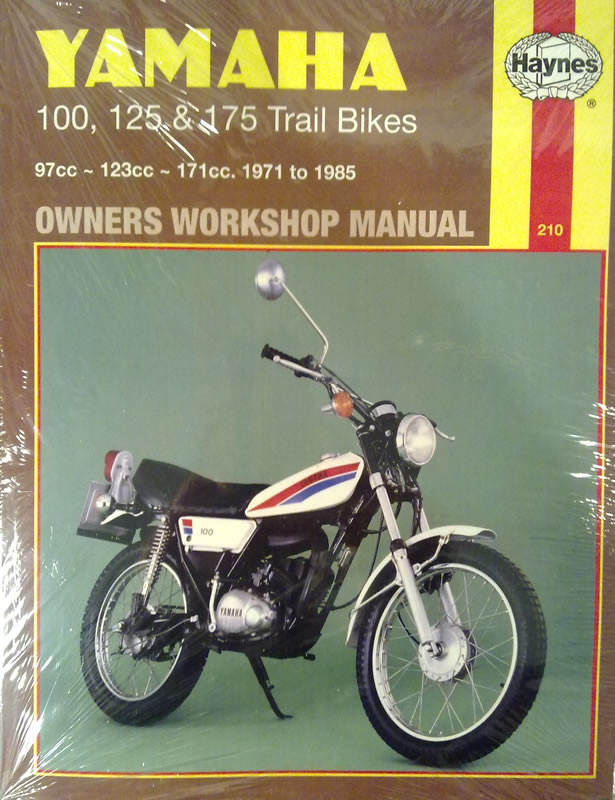 YAMAHA
Haynes
®
100, 125 & 175 Trail Bikes
97cc ~ 123cc ~ 171cc. 1971 to 1985
OWNERS WORKSHOP MANUAL
210
YAMAHA
100
YAMAHA